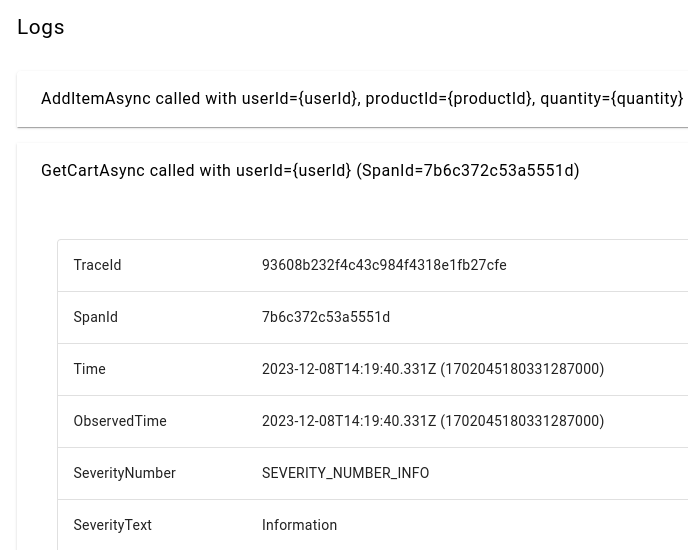 Logs
AddItemAsync called with userId={userId}, productId={productId}, quantity={quantity}
GetCartAsync called with userId={userId} (SpanId=7b6c372c53a5551d)
TraceId 93608b232f4c43c984f4318e1fb27cfe
SpanId 7b6c372c53a5551d
Time 2023-12-08T14:19:40.331Z (1702045180331287000)
ObservedTime 2023-12-08T14:19:40.331Z (1702045180331287000)
SeverityNumber SEVERITY_NUMBER_INFO
SeverityText Information